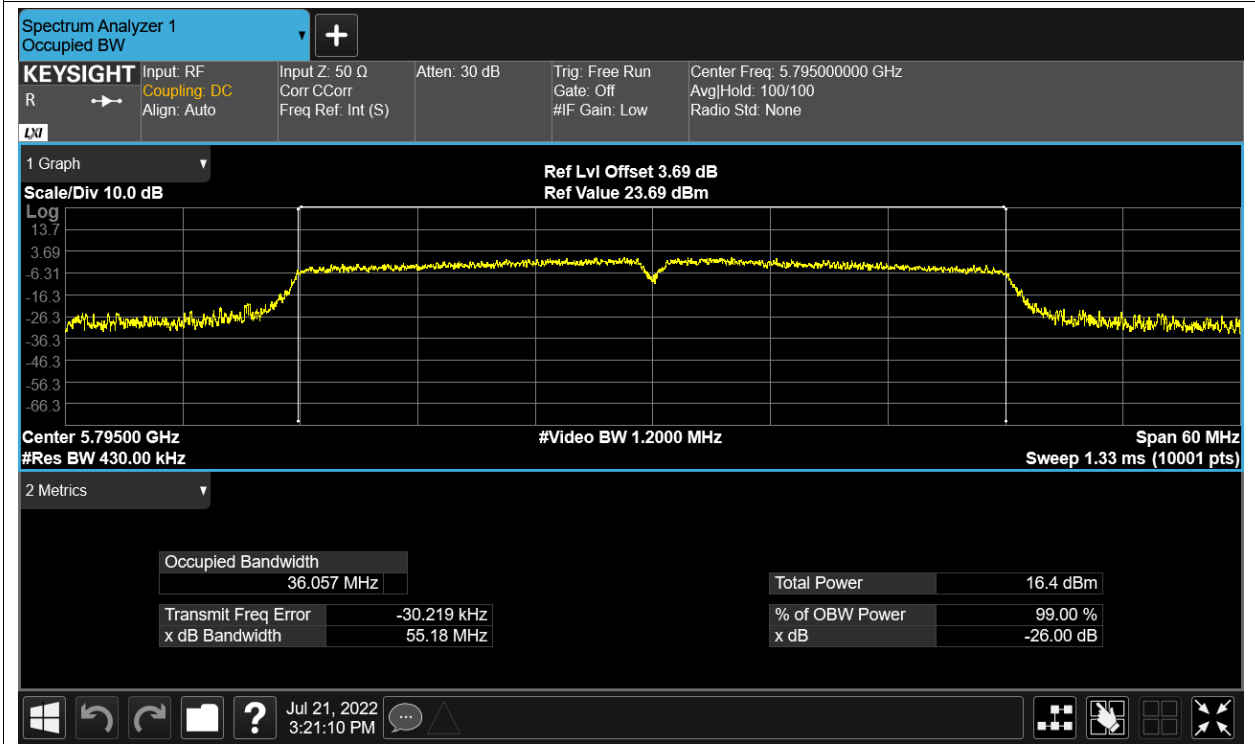 Spectrum Analyzer 1
Occupied BW
KEYSIGHT
R
LXI
Input: RF
Coupling: DC
Align: Auto
Input Z: 50 Ω
Corr CCorr
Freq Ref: Int (S)
Atten: 30 dB
Trig: Free Run
Gate: Off
#IF Gain: Low
Center Freq: 5.795000000 GHz
Avg|Hold: 100/100
Radio Std: None
1 Graph
Scale/Div 10.0 dB
Ref Lvl Offset 3.69 dB
Ref Value 23.69 dBm
Log
13.7
3.69
-6.31
-16.3
-26.3
-36.3
-46.3
-56.3
-66.3
Center 5.79500 GHz
#Res BW 430.00 kHz
#Video BW 1.2000 MHz
Span 60 MHz
Sweep 1.33 ms (10001 pts)
2 Metrics
Occupied Bandwidth
36.057 MHz
Transmit Freq Error -30.219 kHz
x dB Bandwidth 55.18 MHz
Total Power 16.4 dBm
% of OBW Power 99.00 %
x dB -26.00 dB
?
Jul 21, 2022
3:21:10 PM